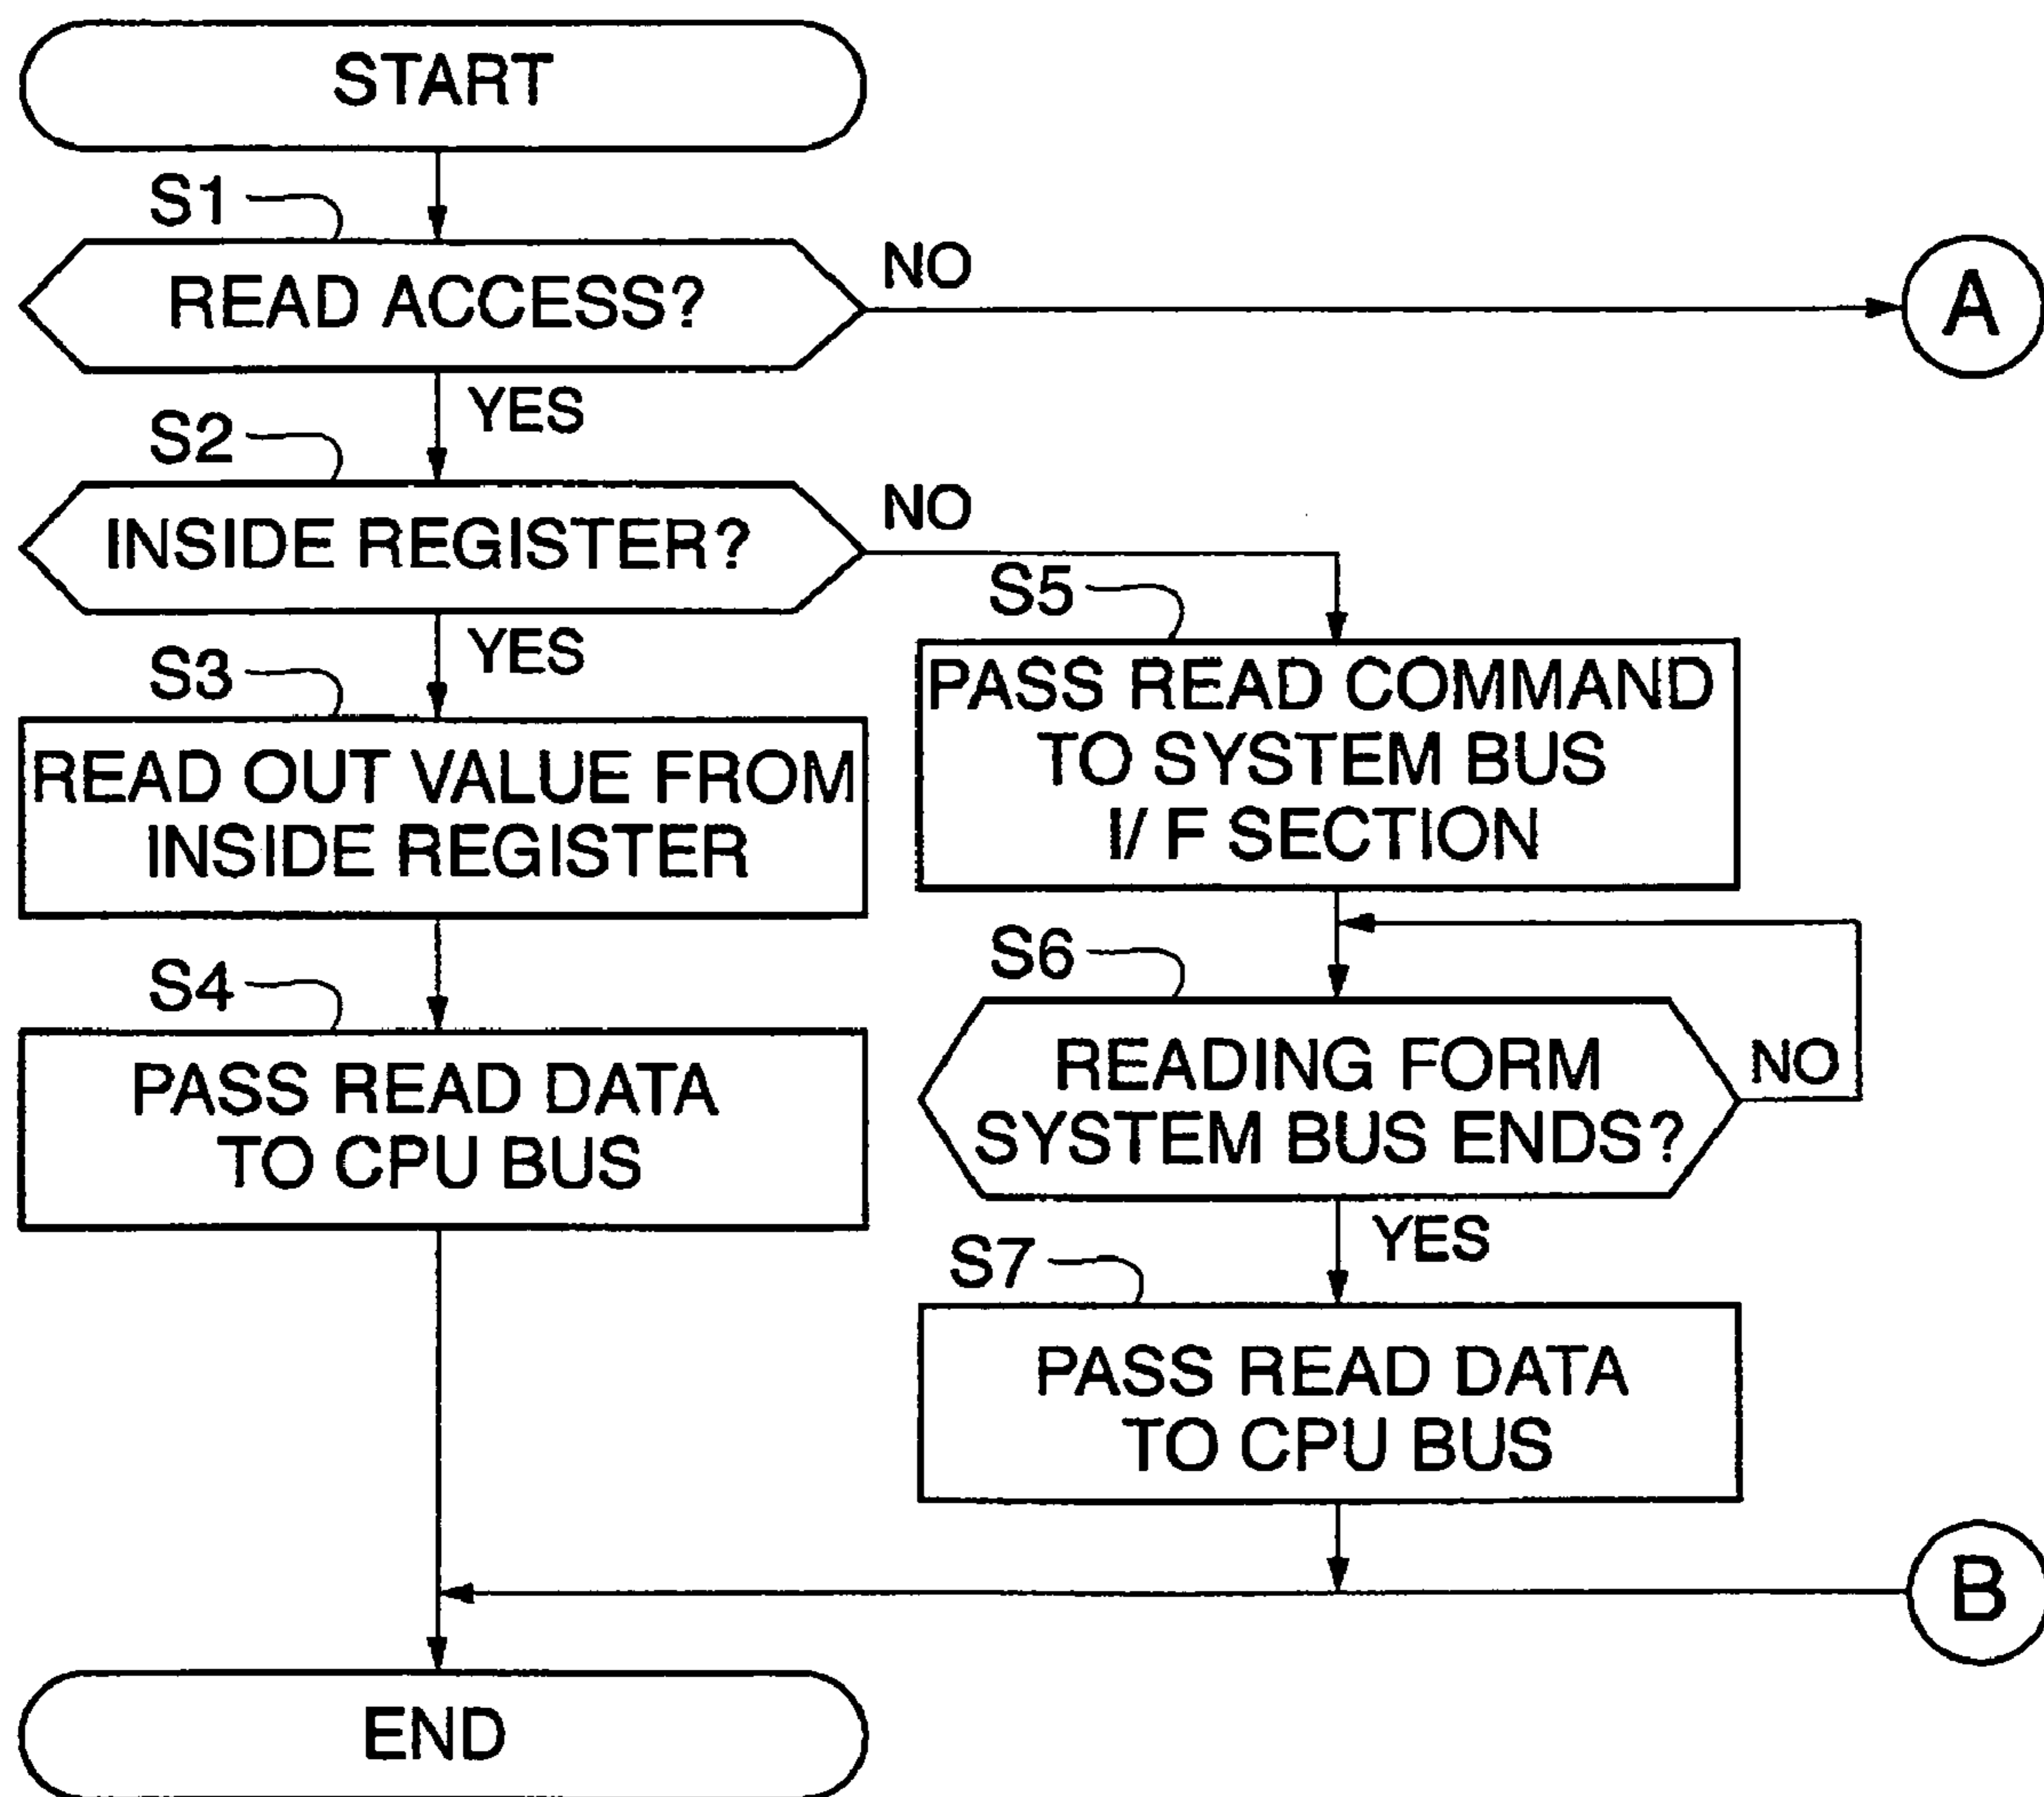 START
S1
READ ACCESS?
NO
A
YES
S2
INSIDE REGISTER?
NO
YES
S3
READ OUT VALUE FROM
INSIDE REGISTER
S4
PASS READ DATA
TO CPU BUS
S5
PASS READ COMMAND
TO SYSTEM BUS
I/F SECTION
S6
READING FORM
SYSTEM BUS ENDS?
NO
YES
S7
PASS READ DATA
TO CPU BUS
B
END